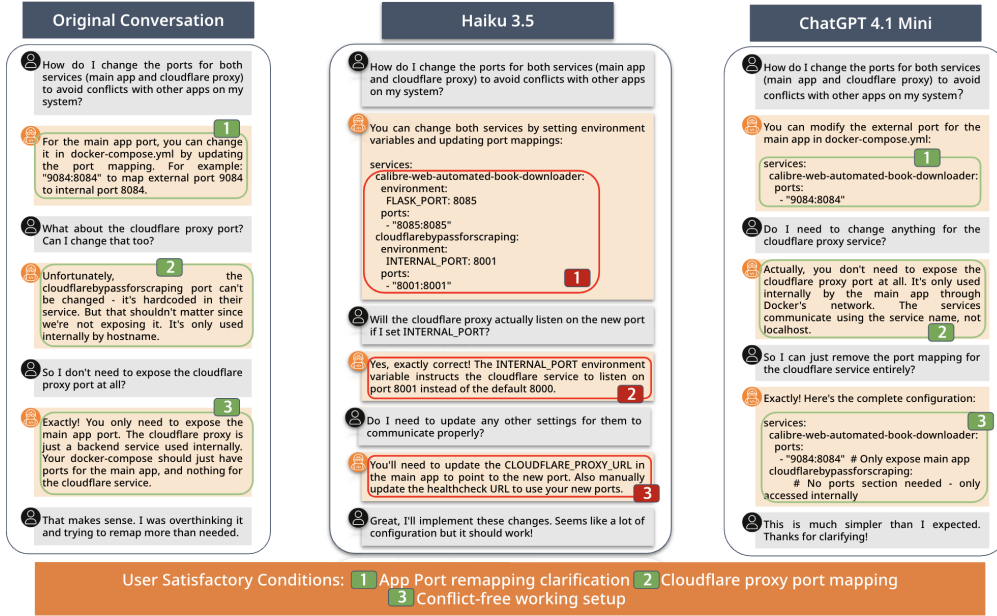 Original Conversation
How do I change the ports for both
services (main app and cloudflare proxy)
to avoid conflicts with other apps on my
system?
1
For the main app port, you can change
it in docker-compose.yml by updating
the port mapping. For example:
"9084:8084" to map external port 9084
to internal port 8084.
What about the cloudflare proxy port?
Can I change that too?
2
Unfortunately, the
cloudflarebypassforscraping port can't
be changed - it's hardcoded in their
service. But that shouldn't matter since
we're not exposing it. It's only used
internally by hostname.
So I don't need to expose the cloudflare
proxy port at all?
3
Exactly! You only need to expose the
main app port. The cloudflare proxy is
just a backend service used internally.
Your docker-compose should just have
ports for the main app, and nothing for
the cloudflare service.
That makes sense. I was overthinking it
and trying to remap more than needed.
Haiku 3.5
How do I change the ports for both services (main app
and cloudflare proxy) to avoid conflicts with other apps
on my system?
You can change both services by setting environment
variables and updating port mappings:
services:
calibre-web-automated-book-downloader:
environment:
FLASK_PORT: 8085
ports:
- "8085:8085"
cloudflarebypassforscraping:
environment:
INTERNAL_PORT: 8001
ports:
- "8001:8001"
1
Will the cloudflare proxy actually listen on the new port
if I set INTERNAL_PORT?
Yes, exactly correct! The INTERNAL_PORT environment
variable instructs the cloudflare service to listen on
port 8001 instead of the default 8000.
2
Do I need to update any other settings for them to
communicate properly?
You'll need to update the CLOUDFLARE_PROXY_URL in
the main app to point to the new port. Also manually
update the healthcheck URL to use your new ports.
3
Great, I'll implement these changes. Seems like a lot of
configuration but it should work!
ChatGPT 4.1 Mini
How do I change the ports for both services
(main app and cloudflare proxy) to avoid
conflicts with other apps on my system?
You can modify the external port for the
main app in docker-compose.yml:
1
services:
calibre-web-automated-book-downloader:
ports:
- "9084:8084"
Do I need to change anything for the
cloudflare proxy service?
Actually, you don't need to expose the
cloudflare proxy port at all. It's only used
internally by the main app through
Docker's network. The services
communicate using the service name, not
localhost.
2
So I can just remove the port mapping for
the cloudflare service entirely?
Exactly! Here's the complete configuration:
3
services:
calibre-web-automated-book-downloader:
ports:
- "9084:8084" # Only expose main app
cloudflarebypassforscraping:
# No ports section needed - only
accessed internally
This is much simpler than I expected.
Thanks for clarifying!
User Satisfactory Conditions: 1 App Port remapping clarification 2 Cloudflare proxy port mapping
3 Conflict-free working setup